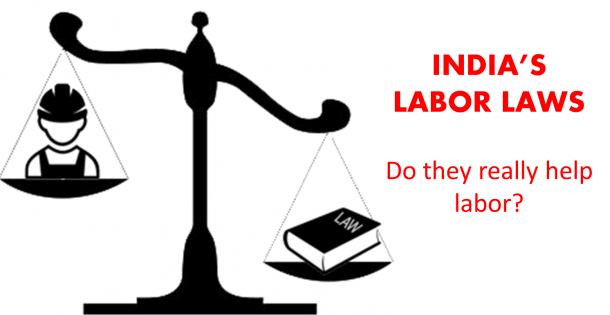 INDIA'S
LABOR LAWS
Do they really help
labor?
LAW